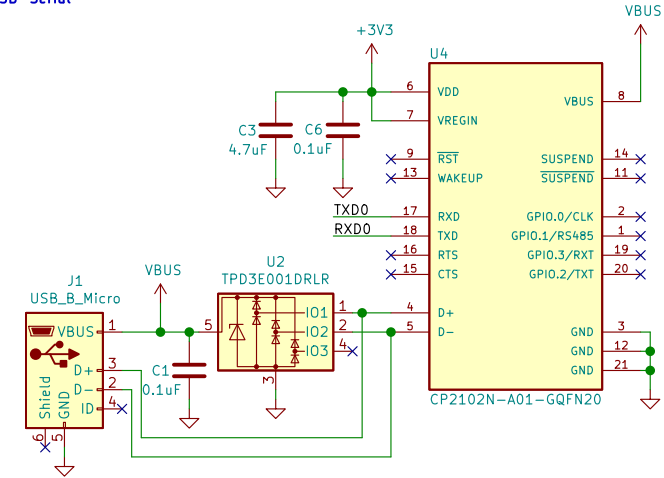 USB Serial
VBUS
+3V3
U4
6 VDD
VBUS 8
7 VREGIN
C3
4.7uF
C6
0.1uF
9 RST
SUSPEND 14
13 WAKEUP
SUSPEND 11
TXD0 17 RXD
GPIO.0/CLK 2
RXD0 18 TXD
GPIO.1/RS485 1
16 RTS
GPIO.3/RXT 19
15 CTS
GPIO.2/TXT 20
U2
TPD3E001DRLR
VBUS
J1
USB_B_Micro
IO1 1
4 D+
VBUS 1
5
IO2 2
5 D-
GND 3
IO3 4
GND 12
GND 21
D+ 3
D- 2
ID 4
C1
0.1uF
3
Shield
GND
6
5
CP2102N-A01-GQFN20